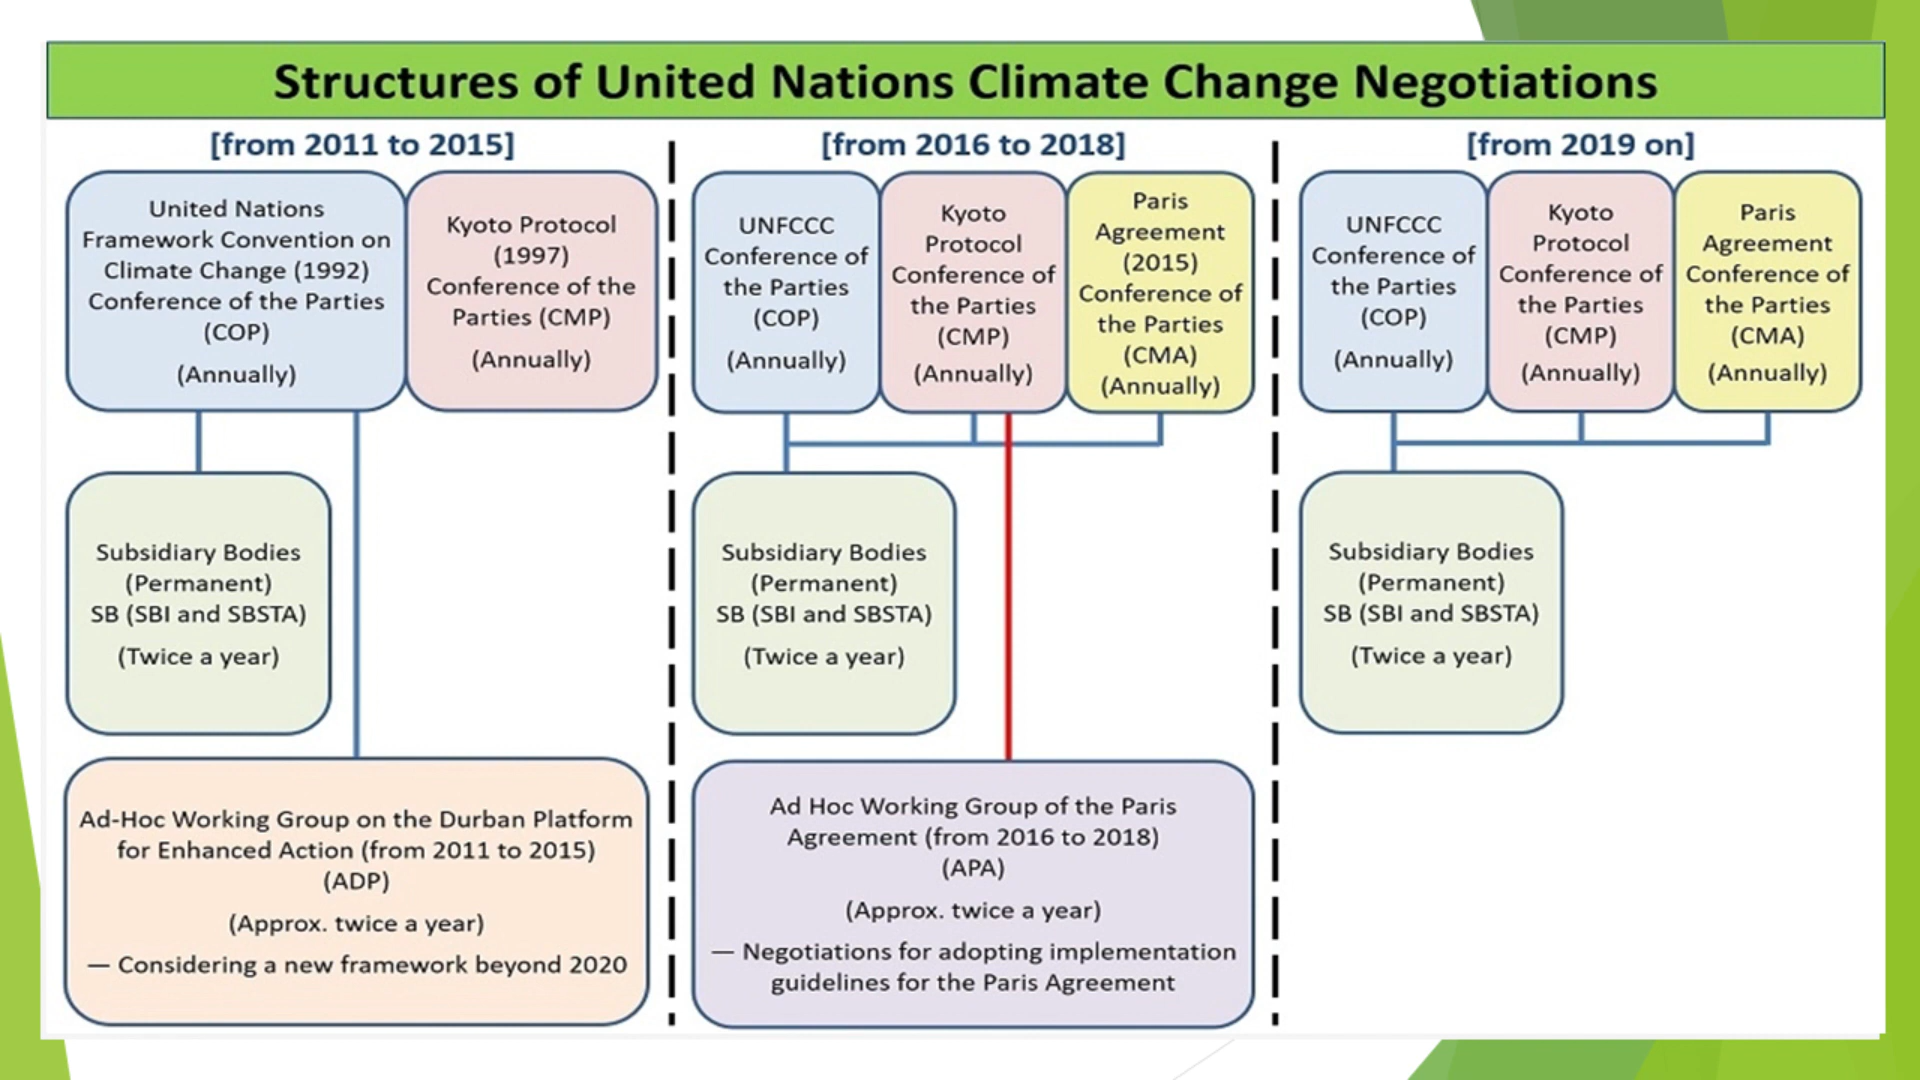 Structures of United Nations Climate Change Negotiations
[from 2011 to 2015]
United Nations
Framework Convention on
Climate Change (1992)
Conference of the Parties
(COP)
(Annually)
Kyoto Protocol
(1997)
Conference of the
Parties (CMP)
(Annually)
Subsidiary Bodies
(Permanent)
SB (SBI and SBSTA)
(Twice a year)
Ad-Hoc Working Group on the Durban Platform
for Enhanced Action (from 2011 to 2015)
(ADP)
(Approx. twice a year)
— Considering a new framework beyond 2020
[from 2016 to 2018]
UNFCCC
Conference of
the Parties
(COP)
(Annually)
Kyoto
Protocol
Conference of
the Parties
(CMP)
(Annually)
Paris
Agreement
(2015)
Conference of
the Parties
(CMA)
(Annually)
Subsidiary Bodies
(Permanent)
SB (SBI and SBSTA)
(Twice a year)
Ad Hoc Working Group of the Paris
Agreement (from 2016 to 2018)
(APA)
(Approx. twice a year)
— Negotiations for adopting implementation
guidelines for the Paris Agreement
[from 2019 on]
UNFCCC
Conference of
the Parties
(COP)
(Annually)
Kyoto
Protocol
Conference of
the Parties
(CMP)
(Annually)
Paris
Agreement
Conference of
the Parties
(CMA)
(Annually)
Subsidiary Bodies
(Permanent)
SB (SBI and SBSTA)
(Twice a year)